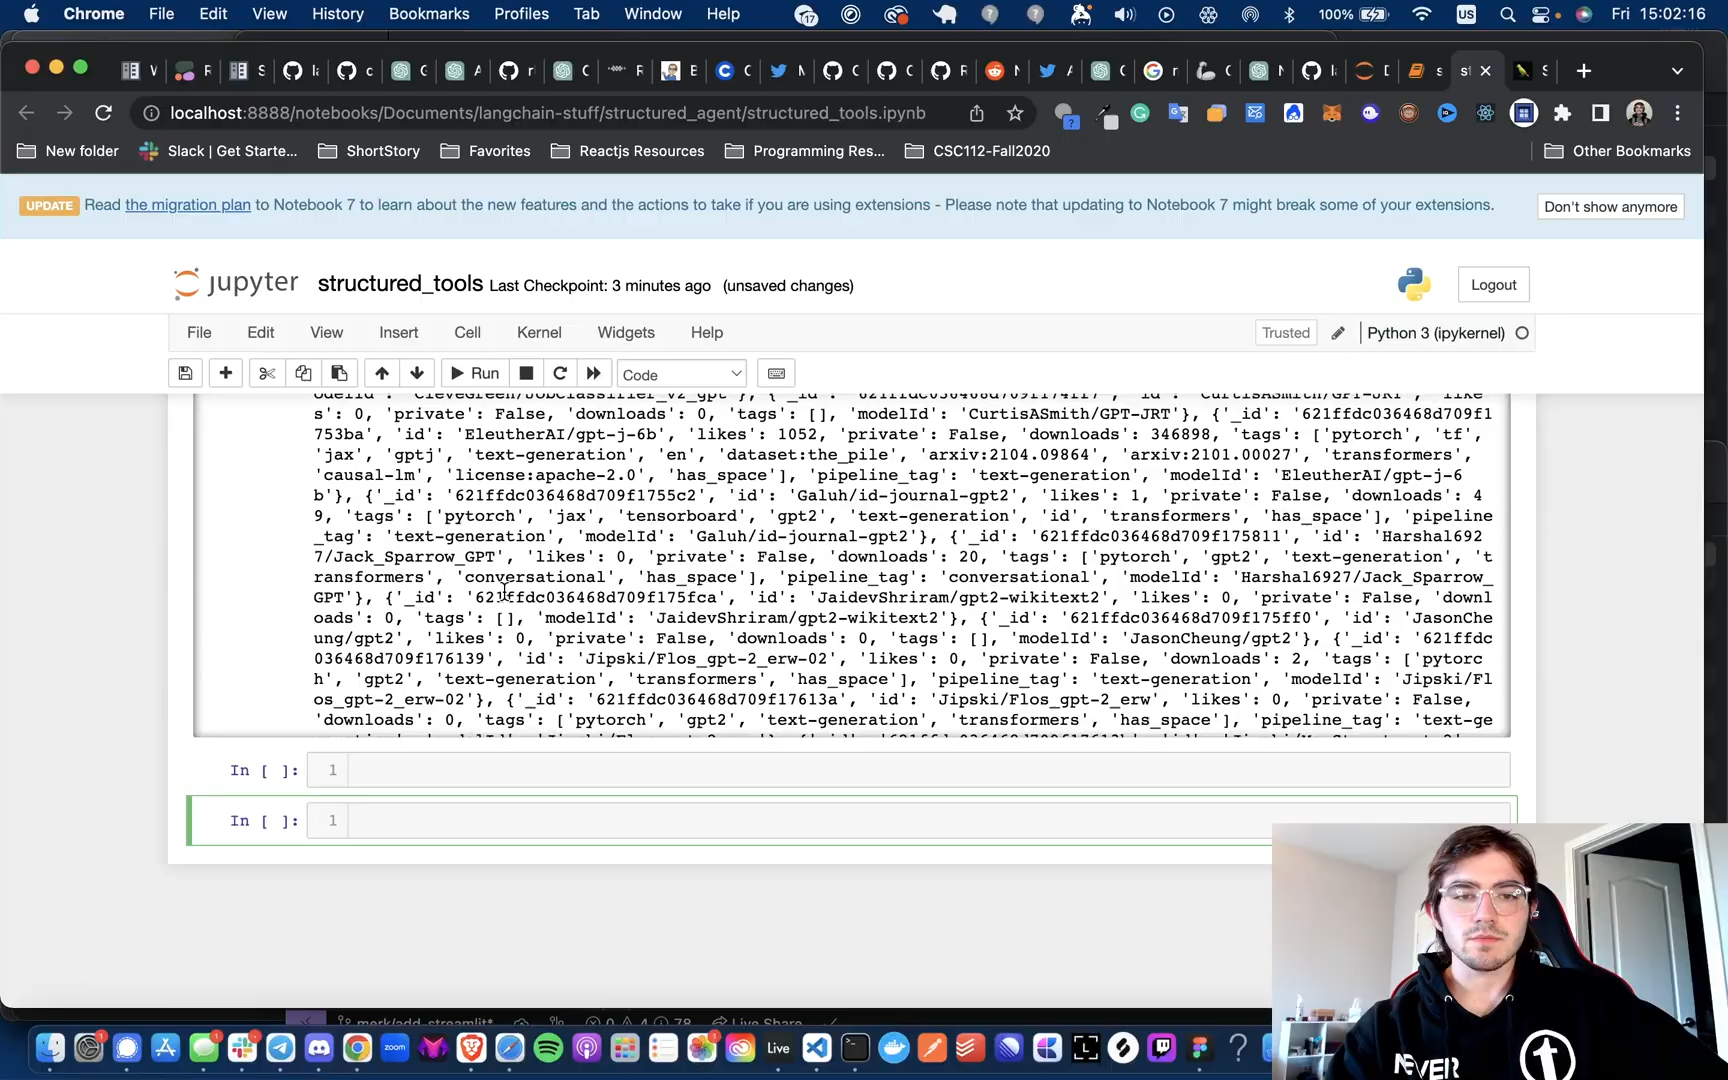 Chrome File Edit View History Bookmarks Profiles Tab Window Help 17 100% US Fri 15:02:16
localhost:8888/notebooks/Documents/langchain-stuff/structured_agent/structured_tools.ipynb
New folder Slack | Get Starte... ShortStory Favorites Reactjs Resources Programming Res... CSC112-Fall2020 Other Bookmarks
UPDATE Read the migration plan to Notebook 7 to learn about the new features and the actions to take if you are using extensions - Please note that updating to Notebook 7 might break some of your extensions. Don't show anymore
jupyter structured_tools Last Checkpoint: 3 minutes ago (unsaved changes) Logout
File Edit View Insert Cell Kernel Widgets Help Trusted Python 3 (ipykernel)
Run Code
s': 0, 'private': False, 'downloads': 0, 'tags': [], 'modelId': 'CurtisASmith/GPT-JRT'}, {'_id': '621ffdc036468d709f1
753ba', 'id': 'EleutherAI/gpt-j-6b', 'likes': 1052, 'private': False, 'downloads': 346898, 'tags': ['pytorch', 'tf',
'jax', 'gptj', 'text-generation', 'en', 'dataset:the_pile', 'arxiv:2104.09864', 'arxiv:2101.00027', 'transformers',
'causal-lm', 'license:apache-2.0', 'has_space'], 'pipeline_tag': 'text-generation', 'modelId': 'EleutherAI/gpt-j-6
b'}, {'_id': '621ffdc036468d709f1755c2', 'id': 'Galuh/id-journal-gpt2', 'likes': 1, 'private': False, 'downloads': 4
9, 'tags': ['pytorch', 'jax', 'tensorboard', 'gpt2', 'text-generation', 'id', 'transformers', 'has_space'], 'pipeline
_tag': 'text-generation', 'modelId': 'Galuh/id-journal-gpt2'}, {'_id': '621ffdc036468d709f175811', 'id': 'Harshal692
7/Jack_Sparrow_GPT', 'likes': 0, 'private': False, 'downloads': 20, 'tags': ['pytorch', 'gpt2', 'text-generation', 't
ransformers', 'conversational', 'has_space'], 'pipeline_tag': 'conversational', 'modelId': 'Harshal6927/Jack_Sparrow_
GPT'}, {'_id': '621ffdc036468d709f175fca', 'id': 'JaidevShriram/gpt2-wikitext2', 'likes': 0, 'private': False, 'downl
oads': 0, 'tags': [], 'modelId': 'JaidevShriram/gpt2-wikitext2'}, {'_id': '621ffdc036468d709f175ff0', 'id': 'JasonChe
ung/gpt2', 'likes': 0, 'private': False, 'downloads': 0, 'tags': [], 'modelId': 'JasonCheung/gpt2'}, {'_id': '621ffdc
036468d709f176139', 'id': 'Jipski/Flos_gpt-2_erw-02', 'likes': 0, 'private': False, 'downloads': 2, 'tags': ['pytorc
h', 'gpt2', 'text-generation', 'transformers', 'has_space'], 'pipeline_tag': 'text-generation', 'modelId': 'Jipski/Fl
os_gpt-2_erw-02'}, {'_id': '621ffdc036468d709f17613a', 'id': 'Jipski/Flos_gpt-2_erw', 'likes': 0, 'private': False,
'downloads': 0, 'tags': ['pytorch', 'gpt2', 'text-generation', 'transformers', 'has_space'], 'pipeline_tag': 'text-ge
In [ ]: 1
In [ ]: 1
zoom Live
NEVER